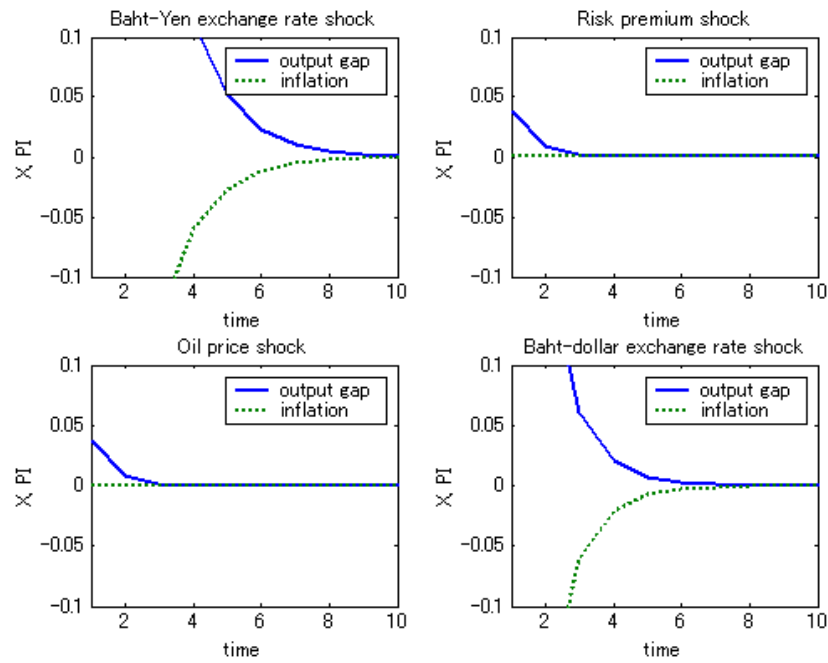 Baht-Yen exchange rate shock
0.1
0.05
0
-0.05
-0.1
X, PI
output gap
inflation
2 4 6 8 10
time
Risk premium shock
0.1
0.05
0
-0.05
-0.1
X, PI
output gap
inflation
2 4 6 8 10
time
Oil price shock
0.1
0.05
0
-0.05
-0.1
X, PI
output gap
inflation
2 4 6 8 10
time
Baht-dollar exchange rate shock
0.1
0.05
0
-0.05
-0.1
X, PI
output gap
inflation
2 4 6 8 10
time